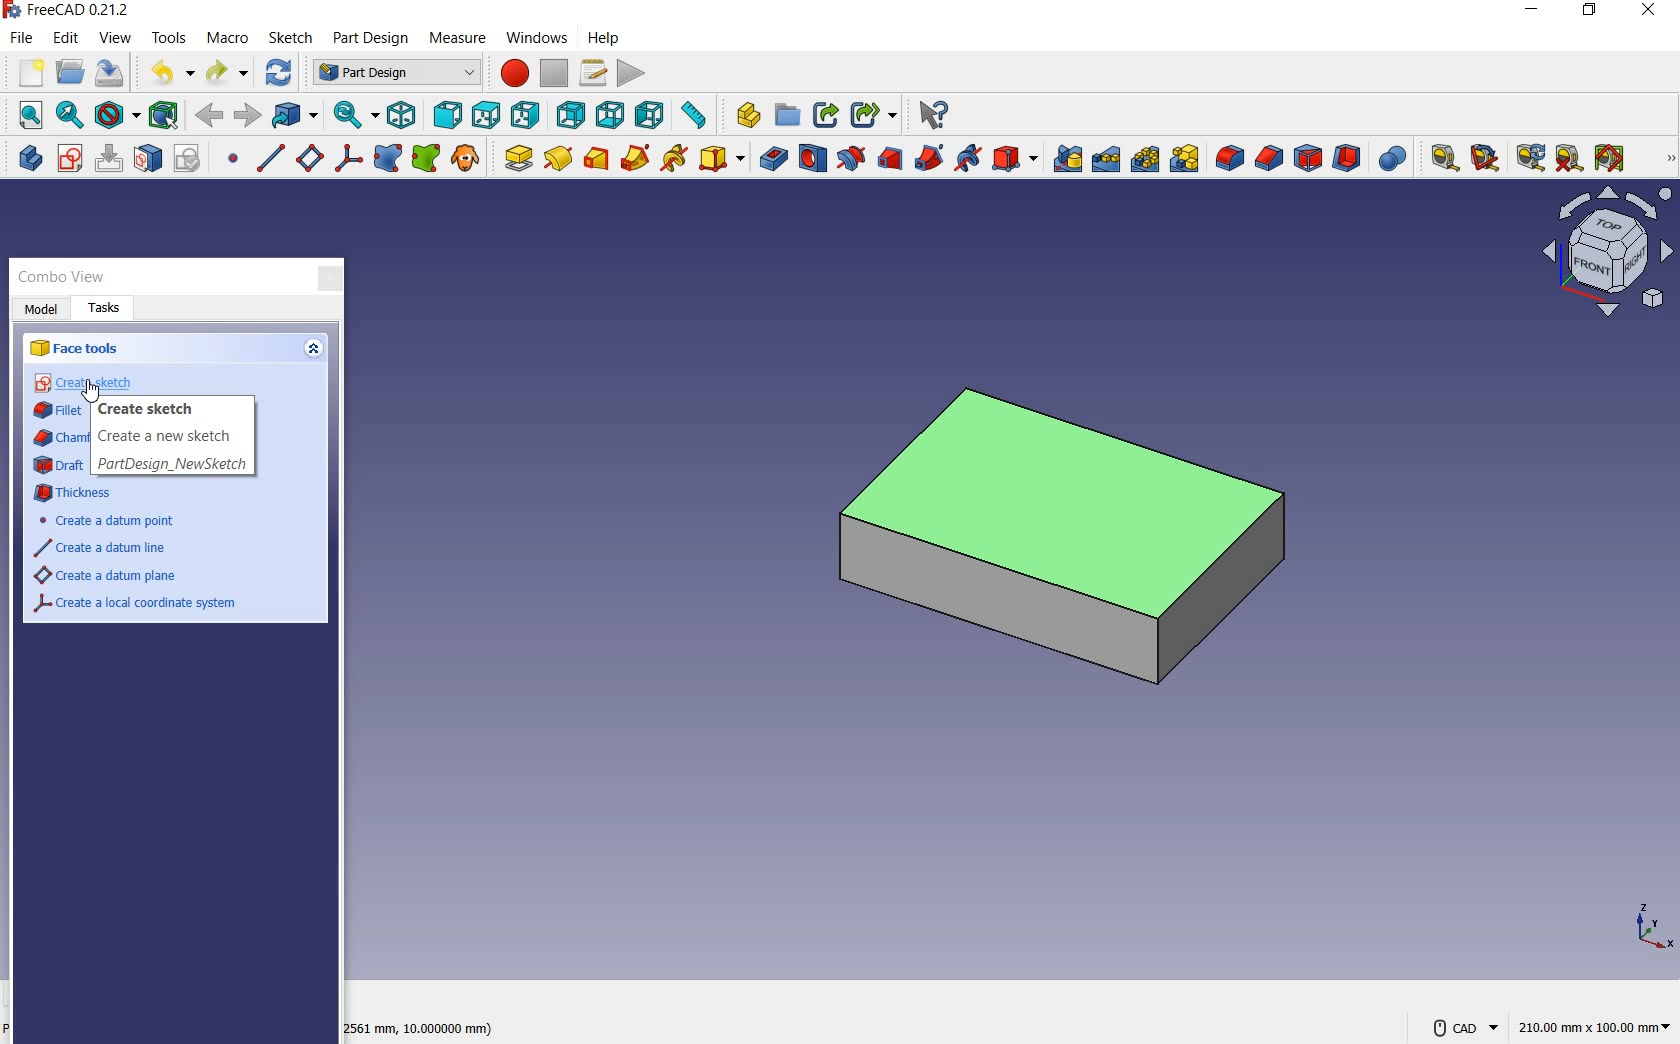 FreeCAD 0.21.2
File Edit View Tools Macro Sketch Part Design Measure Windows Help
Part Design
TOP
FRONT
RIGHT
Combo View
Model Tasks
Face tools
Create sketch
Fillet
Create sketch
Chamf
Create a new sketch
Draft
PartDesign_NewSketch
Thickness
Create a datum point
Create a datum line
Create a datum plane
Create a local coordinate system
Z
Y
X
P
2561 mm, 10.000000 mm)
CAD
210.00 mm x 100.00 mm